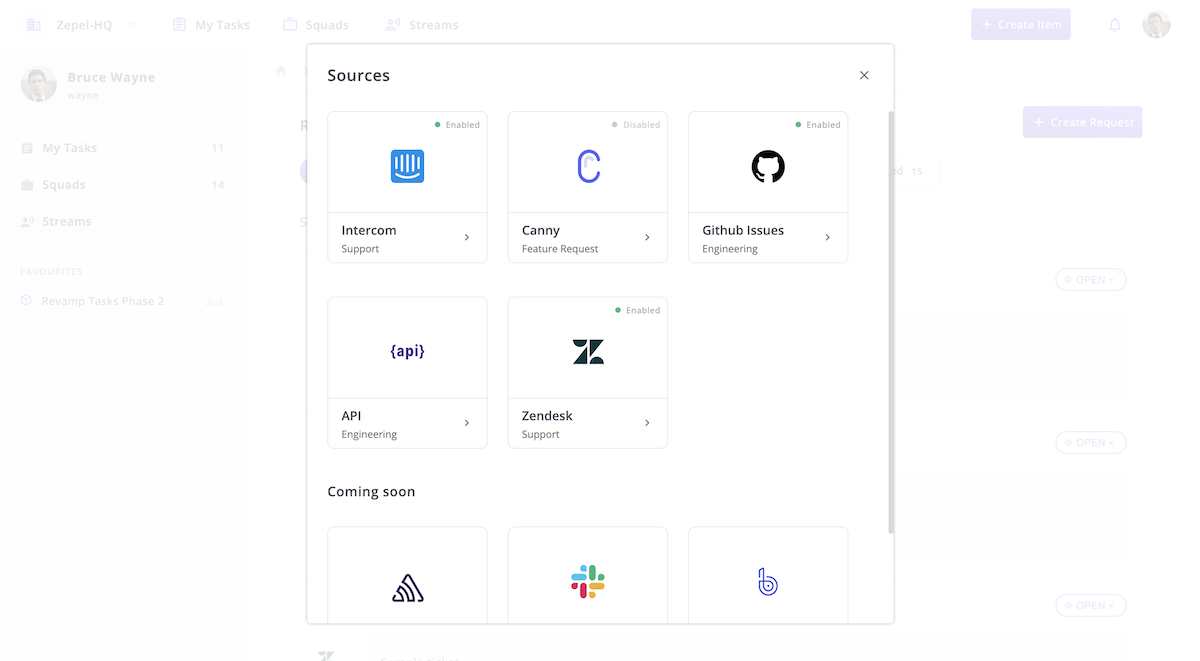 Zepel-HQ
My Tasks
Squads
Streams
+ Create Item
Bruce Wayne
wayne
My Tasks 11
Squads 14
Streams
FAVOURITES
Revamp Tasks Phase 2
+ Create Request
15
OPEN
OPEN
OPEN
Sources
Enabled
Intercom
Support
Disabled
Canny
Feature Request
Enabled
Github Issues
Engineering
{api}
API
Engineering
Enabled
Zendesk
Support
Coming soon